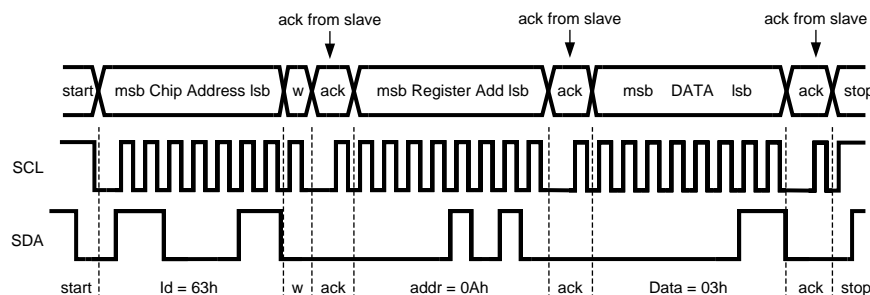 ack from slave ack from slave ack from slave
start msb Chip Address lsb w ack msb Register Add lsb ack msb DATA lsb ack stop
SCL
SDA
start Id = 63h w ack addr = 0Ah ack Data = 03h ack stop